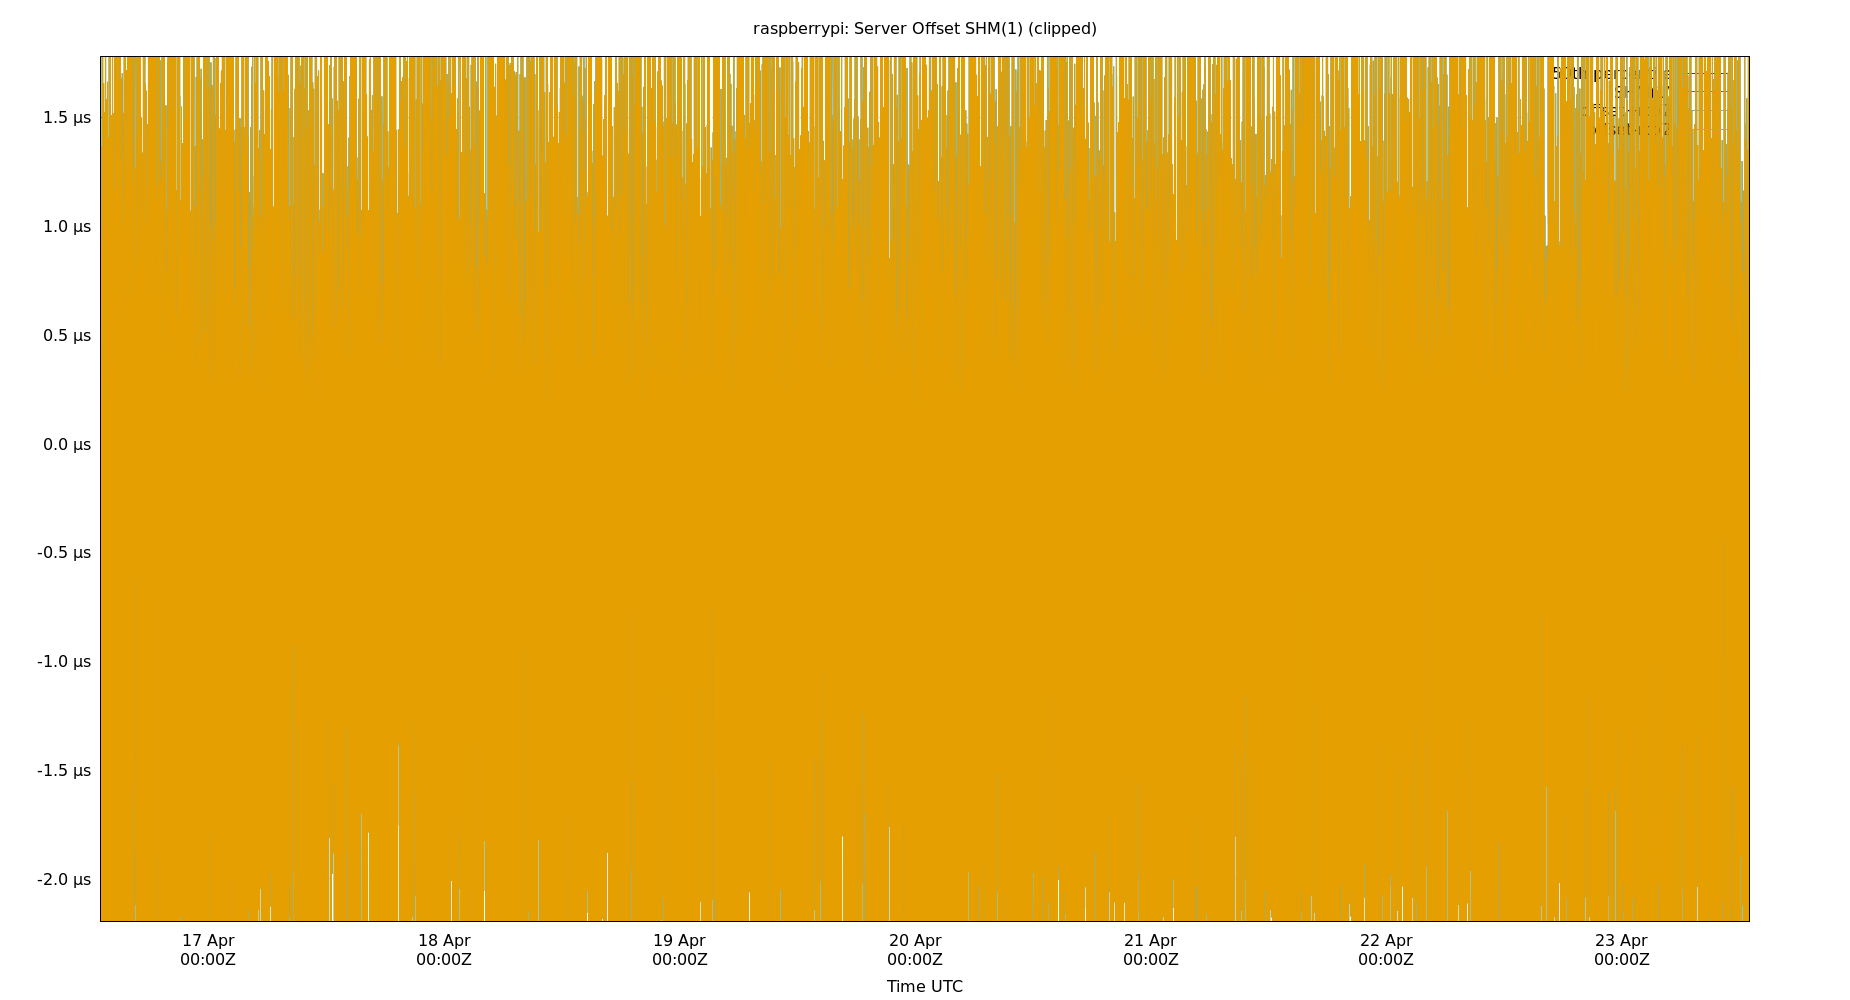 raspberrypi: Server Offset SHM(1) (clipped)
1.5 µs
1.0 µs
0.5 µs
0.0 µs
-0.5 µs
-1.0 µs
-1.5 µs
-2.0 µs
17 Apr
00:00Z
18 Apr
00:00Z
19 Apr
00:00Z
20 Apr
00:00Z
21 Apr
00:00Z
22 Apr
00:00Z
23 Apr
00:00Z
Time UTC